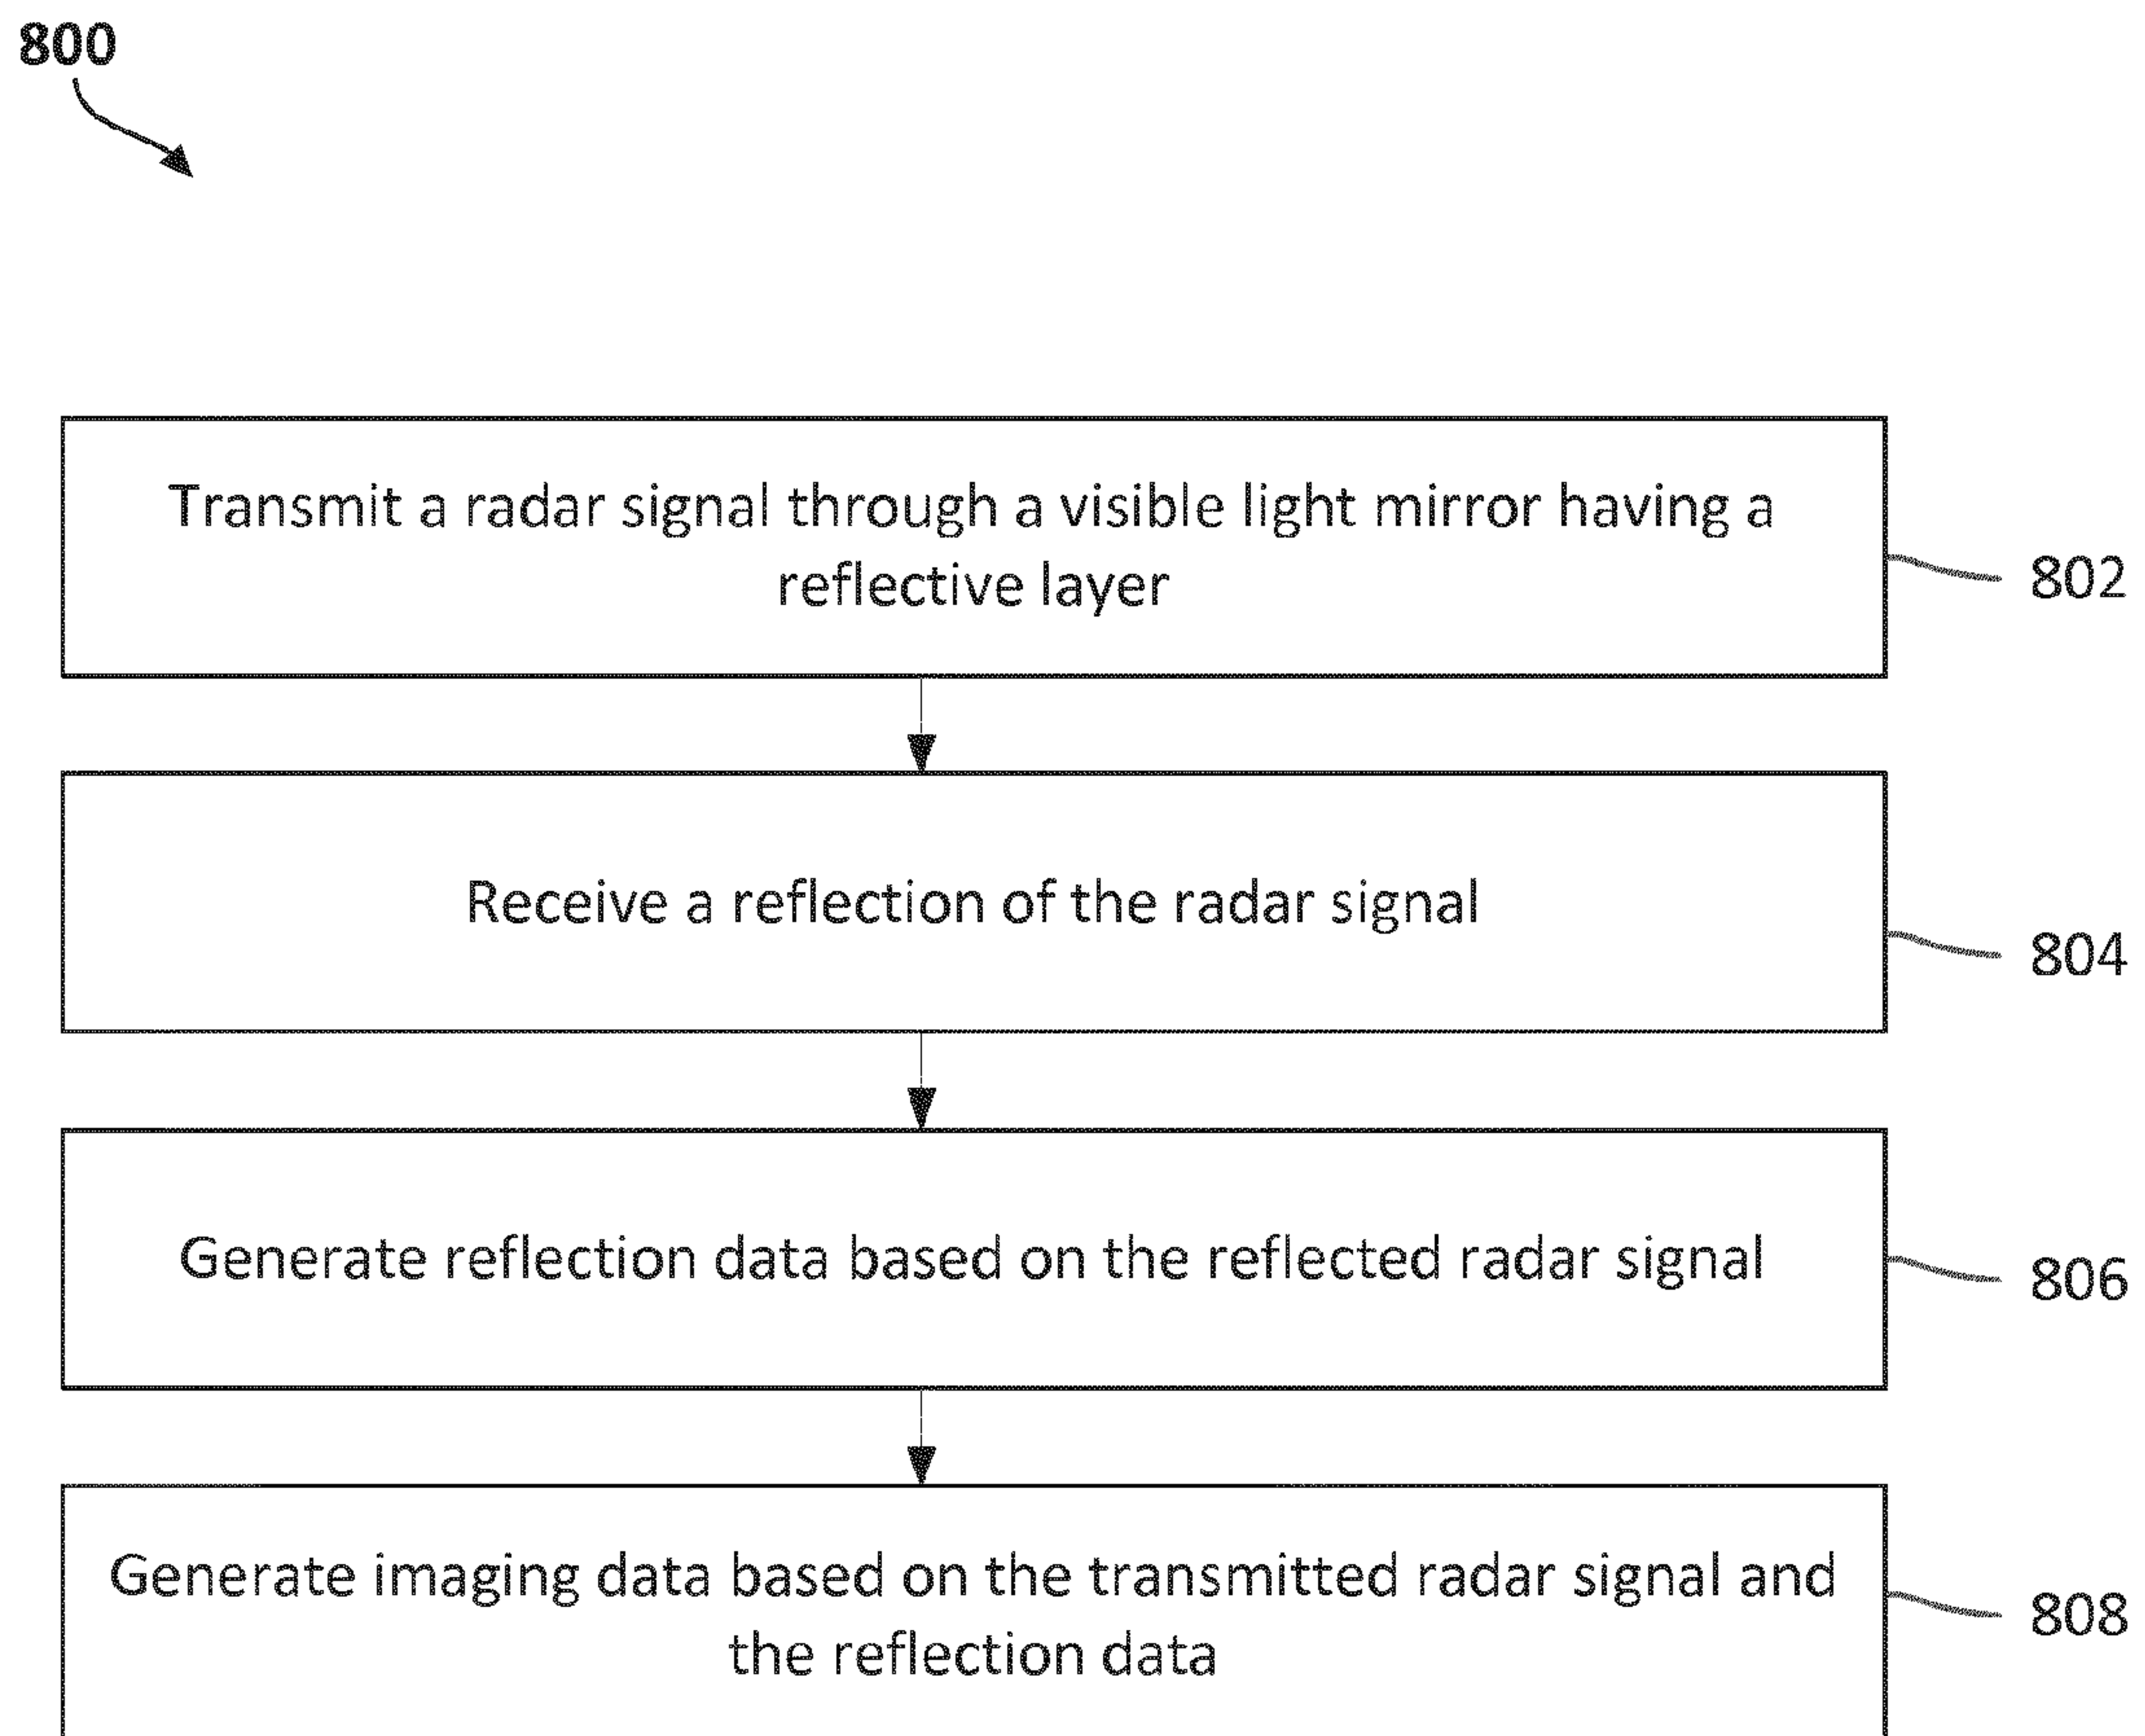 800
Transmit a radar signal through a visible light mirror having a
reflective layer
802
Receive a reflection of the radar signal
804
Generate reflection data based on the reflected radar signal
806
Generate imaging data based on the transmitted radar signal and
the reflection data
808